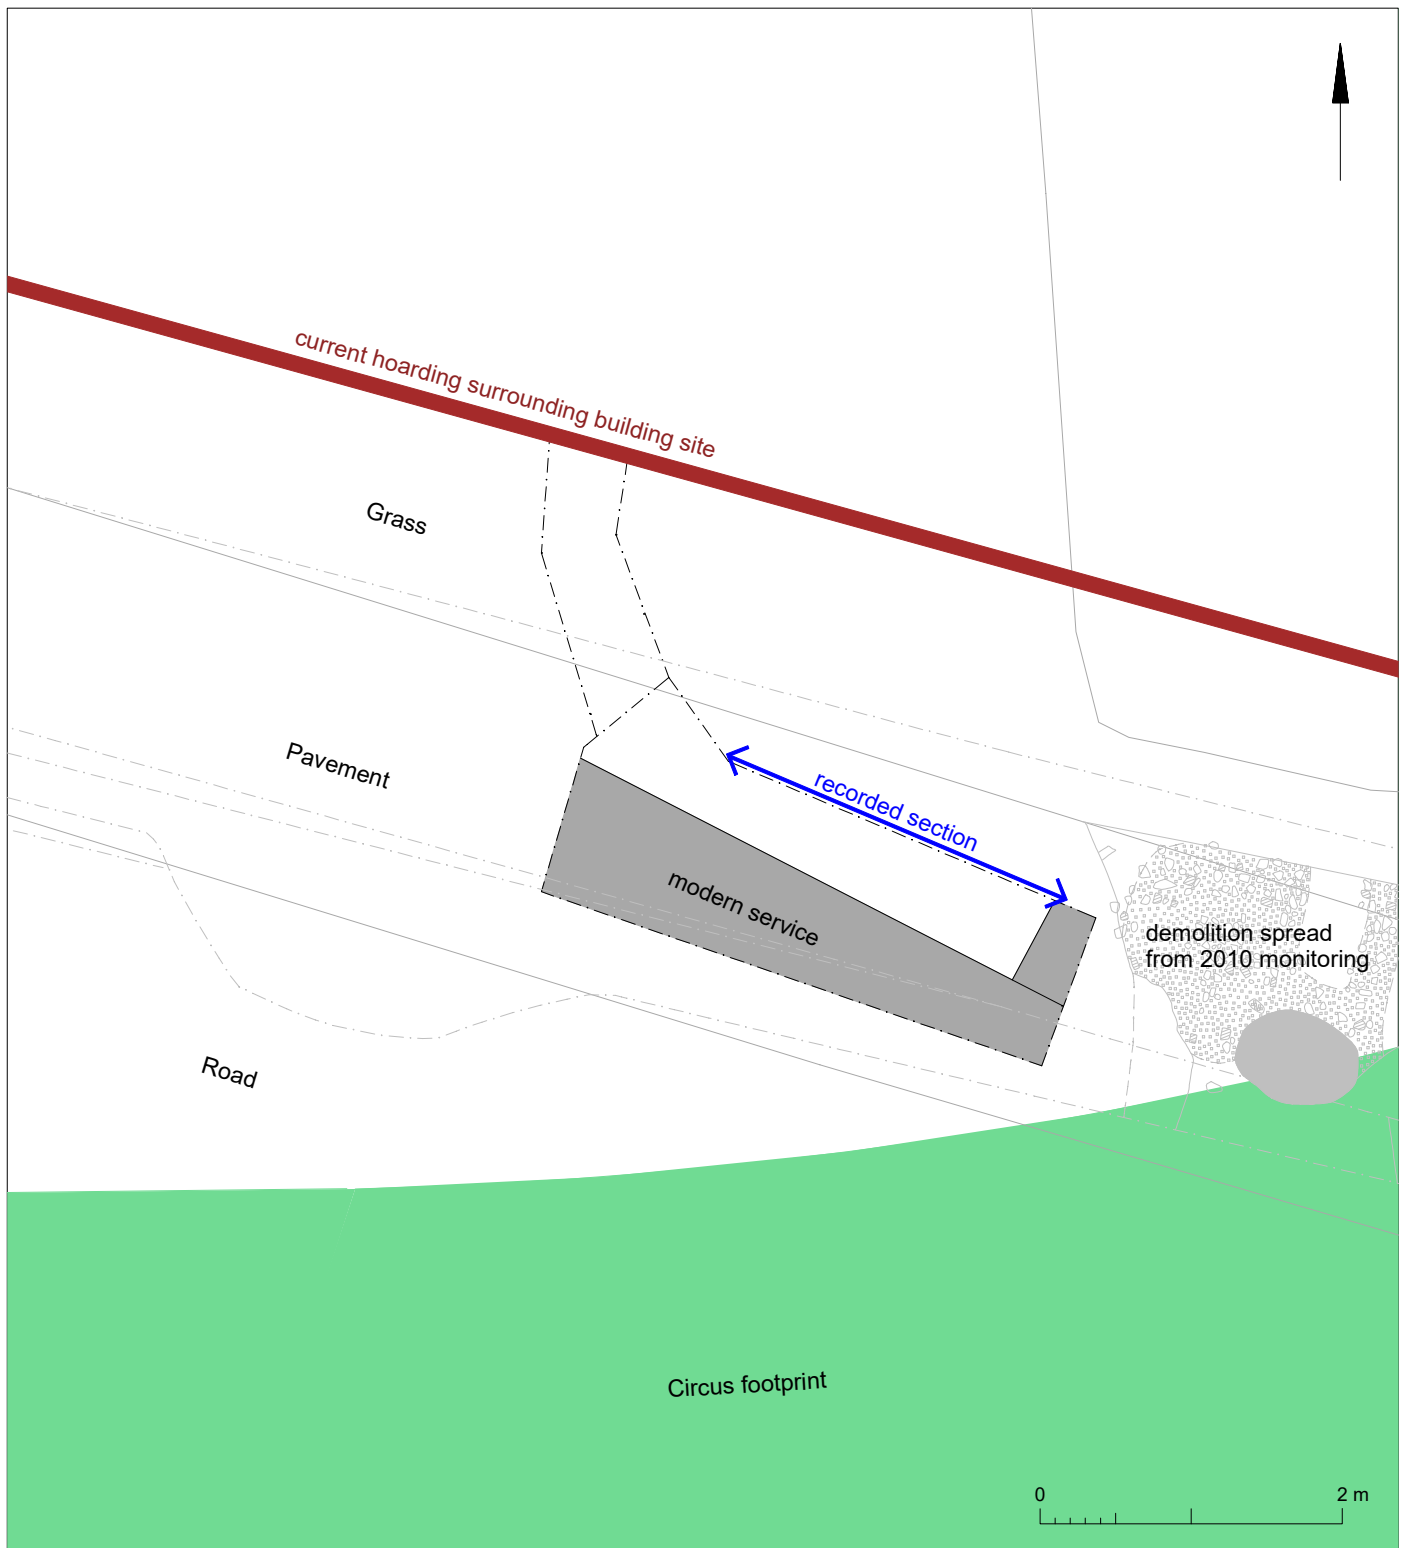 current hoarding surrounding building site
Grass
Pavement
recorded section
modern service
demolition spread
from 2010 monitoring
Road
Circus footprint
0 2 m